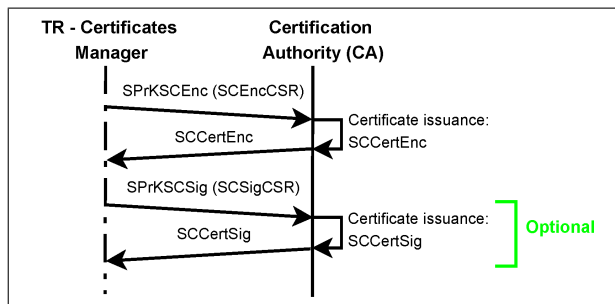 TR - Certificates
Manager
Certification
Authority (CA)
SPrKSCEnc (SCEncCSR)
Certificate issuance:
SCCertEnc
SCCertEnc
SPrKSCSig (SCSigCSR)
Certificate issuance:
SCCertSig
SCCertSig
Optional